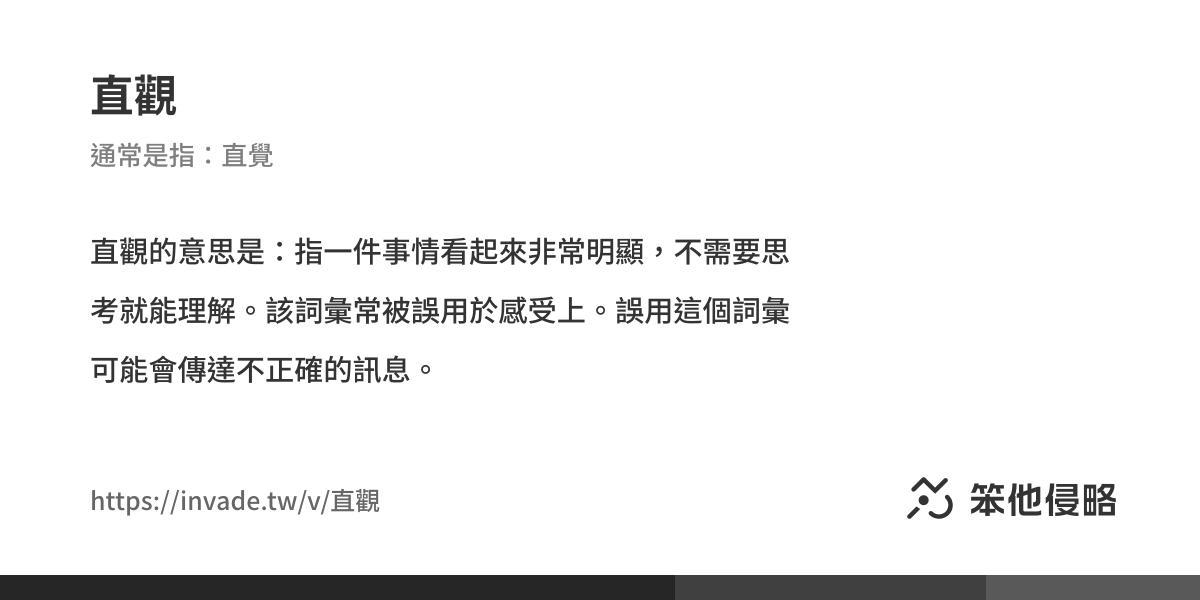 直觀
通常是指：直覺
直觀的意思是：指一件事情看起來非常明顯，不需要思
考就能理解。該詞彙常被誤用於感受上。誤用這個詞彙
可能會傳達不正確的訊息。
https://invade.tw/v/直觀
笨他侵略